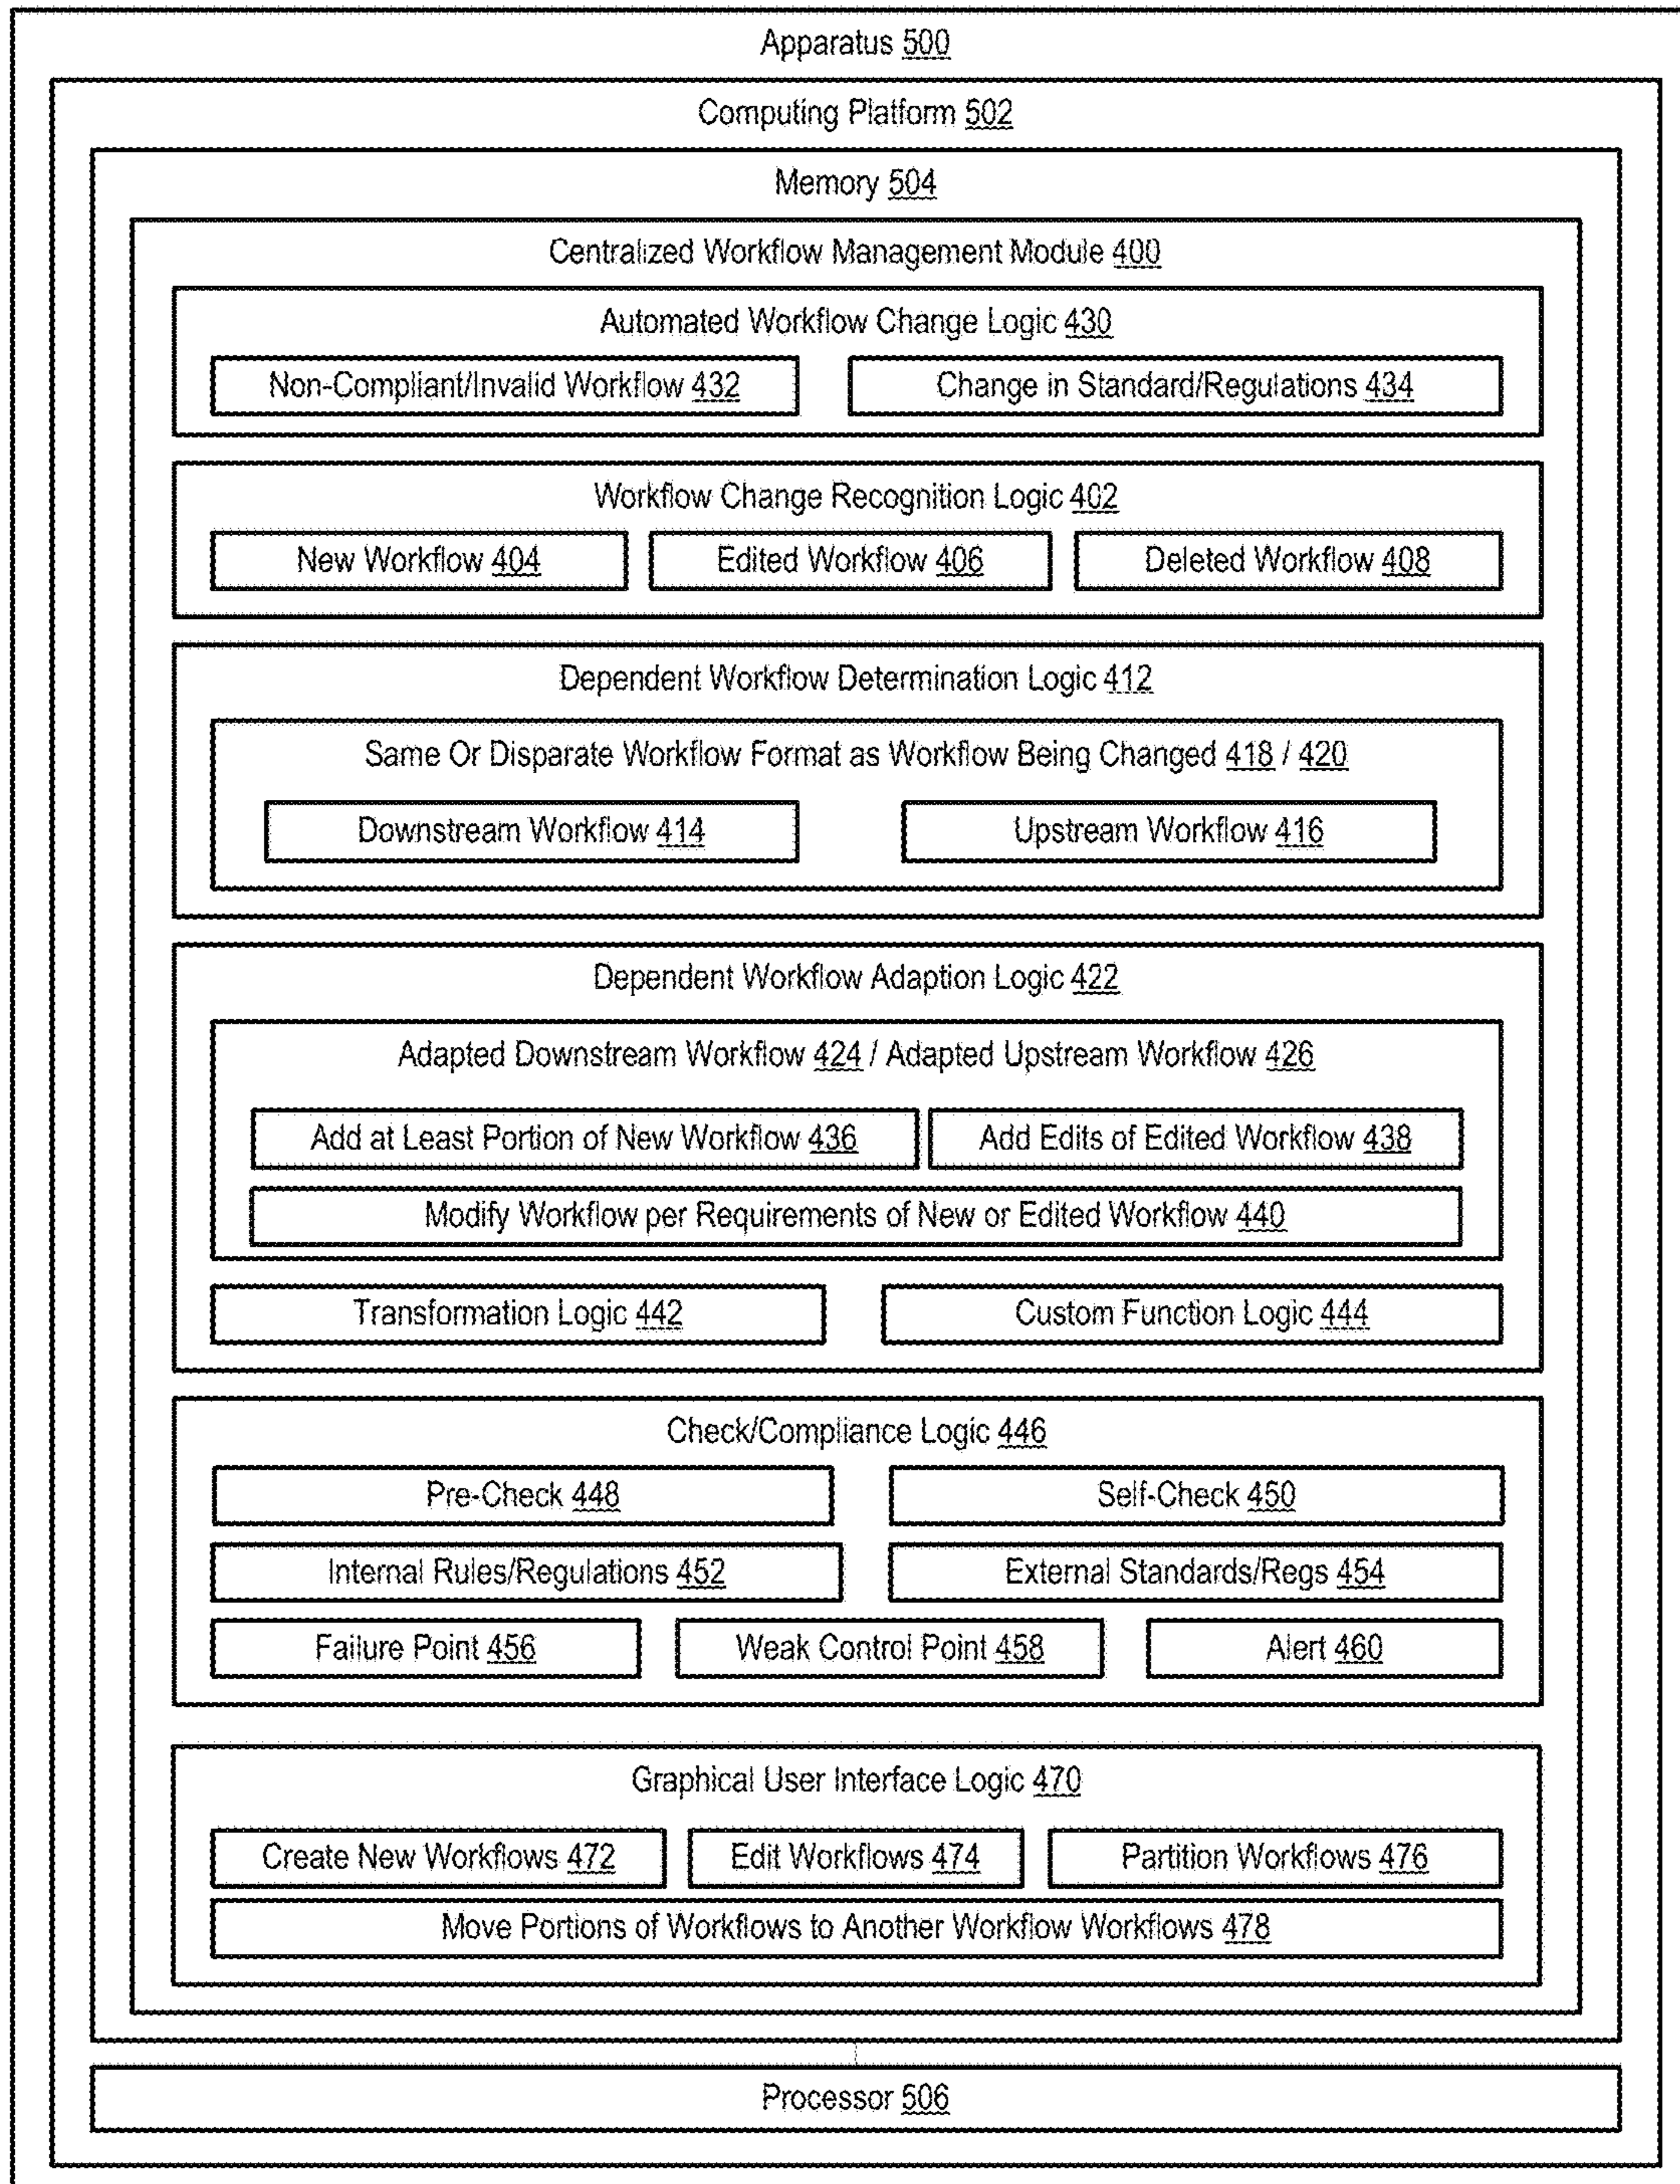 Apparatus 500
Computing Platform 502
Memory 504
Centralized Workflow Management Module 400
Automated Workflow Change Logic 430
Non-Compliant/Invalid Workflow 432
Change in Standard/Regulations 434
Workflow Change Recognition Logic 402
New Workflow 404
Edited Workflow 406
Deleted Workflow 408
Dependent Workflow Determination Logic 412
Same Or Disparate Workflow Format as Workflow Being Changed 418 / 420
Downstream Workflow 414
Upstream Workflow 416
Dependent Workflow Adaption Logic 422
Adapted Downstream Workflow 424 / Adapted Upstream Workflow 426
Add at Least Portion of New Workflow 436
Add Edits of Edited Workflow 438
Modify Workflow per Requirements of New or Edited Workflow 440
Transformation Logic 442
Custom Function Logic 444
Check/Compliance Logic 446
Pre-Check 448
Self-Check 450
Internal Rules/Regulations 452
External Standards/Regs 454
Failure Point 456
Weak Control Point 458
Alert 460
Graphical User Interface Logic 470
Create New Workflows 472
Edit Workflows 474
Partition Workflows 476
Move Portions of Workflows to Another Workflow Workflows 478
Processor 506